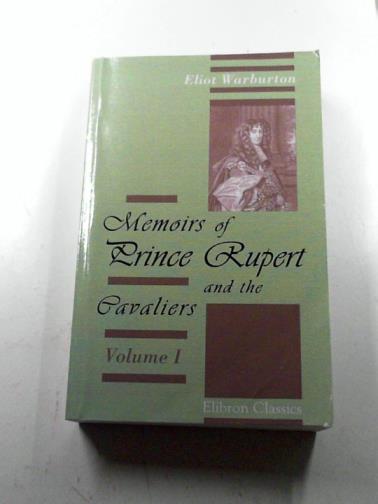 Eliot Warburton
Memoirs of
Prince Rupert
and the
Cavaliers
Volume I
Elibron Classics